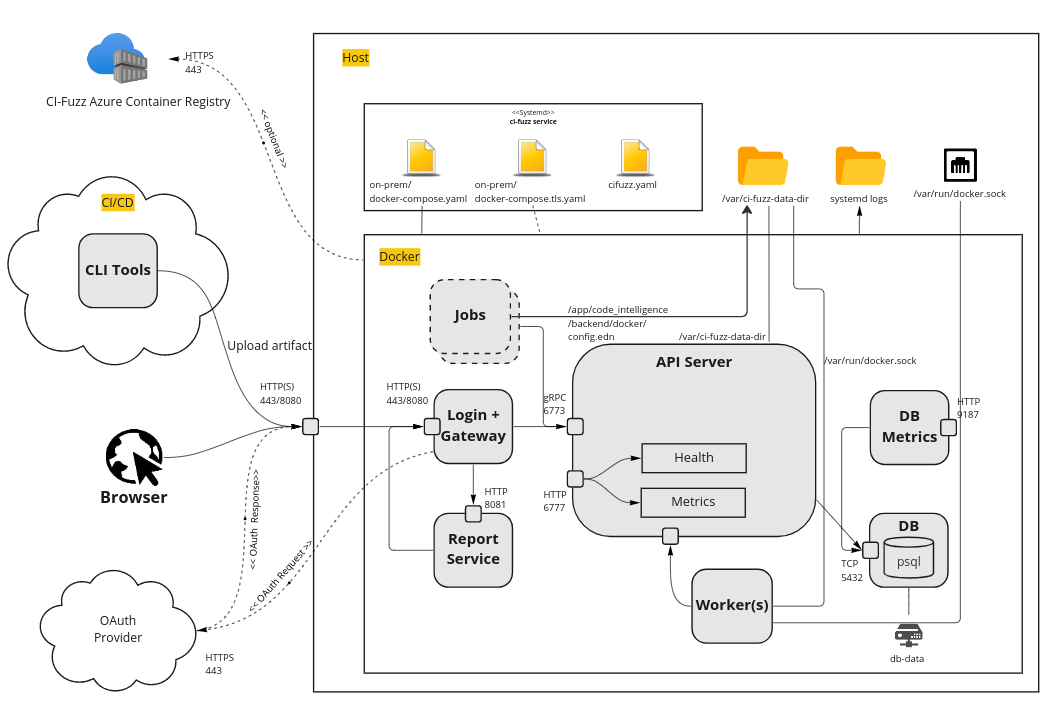 HTTPS
443
CI-Fuzz Azure Container Registry
<< optional >>
Host
<<Systemd>>
ci-fuzz service
on-prem/
docker-compose.yaml
on-prem/
docker-compose.tls.yaml
cifuzz.yaml
/var/ci-fuzz-data-dir
systemd logs
/var/run/docker.sock
CI/CD
CLI Tools
Upload artifact
HTTP(S)
443/8080
Browser
<< OAuth Response>>
<< OAuth Request >>
OAuth
Provider
HTTPS
443
Docker
Jobs
/app/code_intelligence
/backend/docker/
config.edn
/var/ci-fuzz-data-dir
API Server
/var/run/docker.sock
HTTP(S)
443/8080
Login +
Gateway
gRPC
6773
HTTP
8081
Report
Service
HTTP
6777
Health
Metrics
DB
Metrics
HTTP
9187
DB
psql
TCP
5432
Worker(s)
db-data